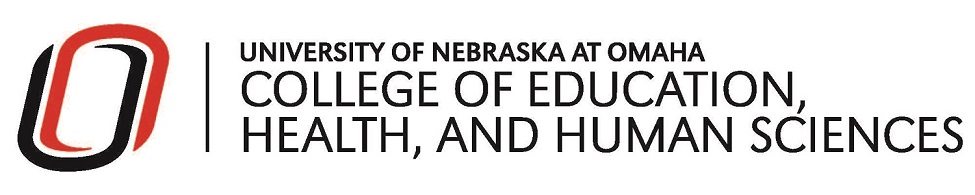 UNIVERSITY OF NEBRASKA AT OMAHA
COLLEGE OF EDUCATION,
HEALTH, AND HUMAN SCIENCES